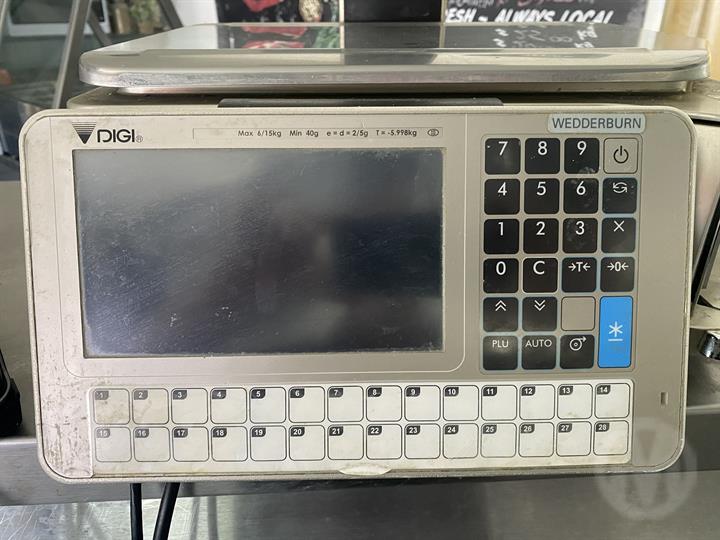 ESH - ALWAYS LOCAL
DIGI®
Max 6/15kg Min 40g e = d = 2/5g T = -5.998kg III
WEDDERBURN
7 8 9
4 5 6
1 2 3 ×
0 C →T← →0←
PLU AUTO *
1 2 3 4 5 6 7 8 9 10 11 12 13 14
15 16 17 18 19 20 21 22 23 24 25 26 27 28